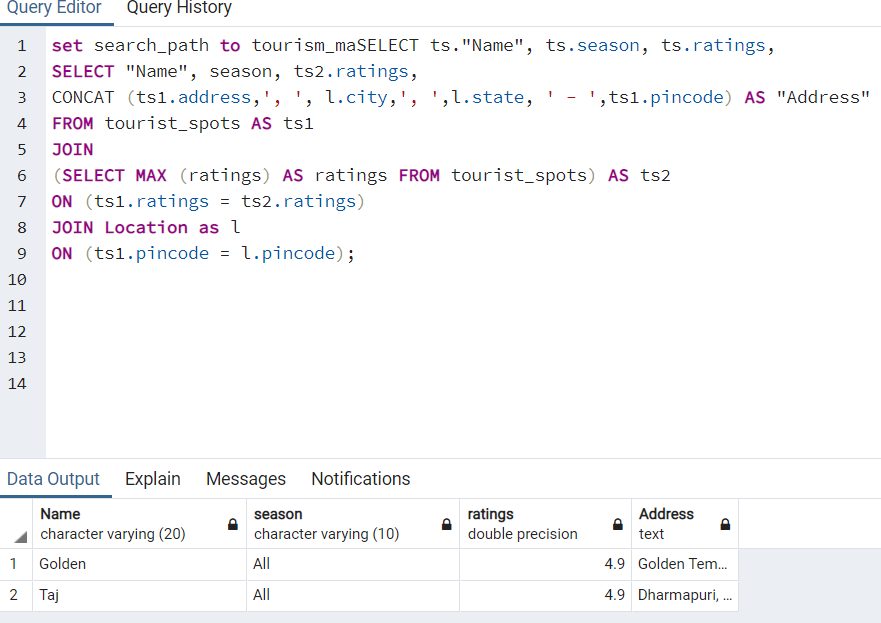 Query Editor Query History
1 set search_path to tourism_maSELECT ts."Name", ts.season, ts.ratings,
2 SELECT "Name", season, ts2.ratings,
3 CONCAT (ts1.address,', ', l.city,', ',l.state, ' - ',ts1.pincode) AS "Address"
4 FROM tourist_spots AS ts1
5 JOIN
6 (SELECT MAX (ratings) AS ratings FROM tourist_spots) AS ts2
7 ON (ts1.ratings = ts2.ratings)
8 JOIN Location as l
9 ON (ts1.pincode = l.pincode);
10
11
12
13
14
Data Output Explain Messages Notifications
Name season ratings Address
character varying (20) character varying (10) double precision text
1 Golden All 4.9 Golden Tem...
2 Taj All 4.9 Dharmapuri, ...